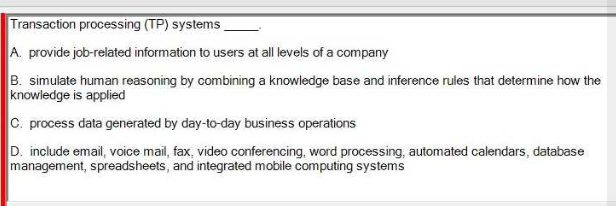 Transaction processing (TP) systems _____.
A. provide job-related information to users at all levels of a company
B. simulate human reasoning by combining a knowledge base and inference rules that determine how the
knowledge is applied
C. process data generated by day-to-day business operations
D. include email, voice mail, fax, video conferencing, word processing, automated calendars, database
management, spreadsheets, and integrated mobile computing systems